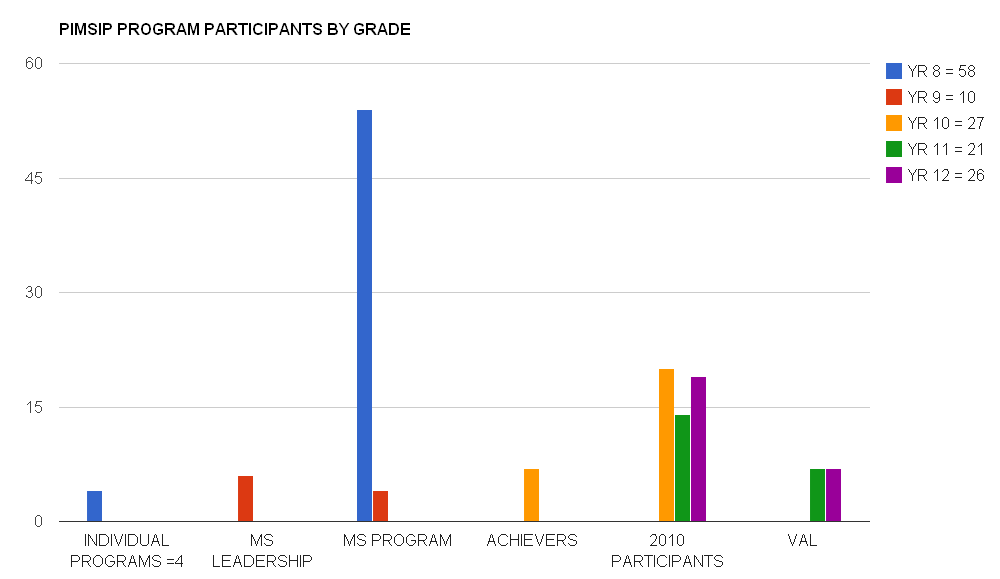 PIMSIP PROGRAM PARTICIPANTS BY GRADE
60
45
30
15
0
YR 8 = 58
YR 9 = 10
YR 10 = 27
YR 11 = 21
YR 12 = 26
INDIVIDUAL
PROGRAMS =4
MS
LEADERSHIP
MS PROGRAM
ACHIEVERS
2010
PARTICIPANTS
VAL